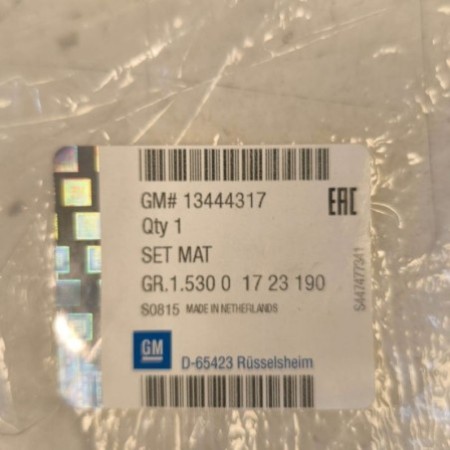 GM# 13444317
EAC
Qty 1
SET MAT
GR.1.530 0 17 23 190
S0815 MADE IN NETHERLANDS
GM
D-65423 Rüsselsheim